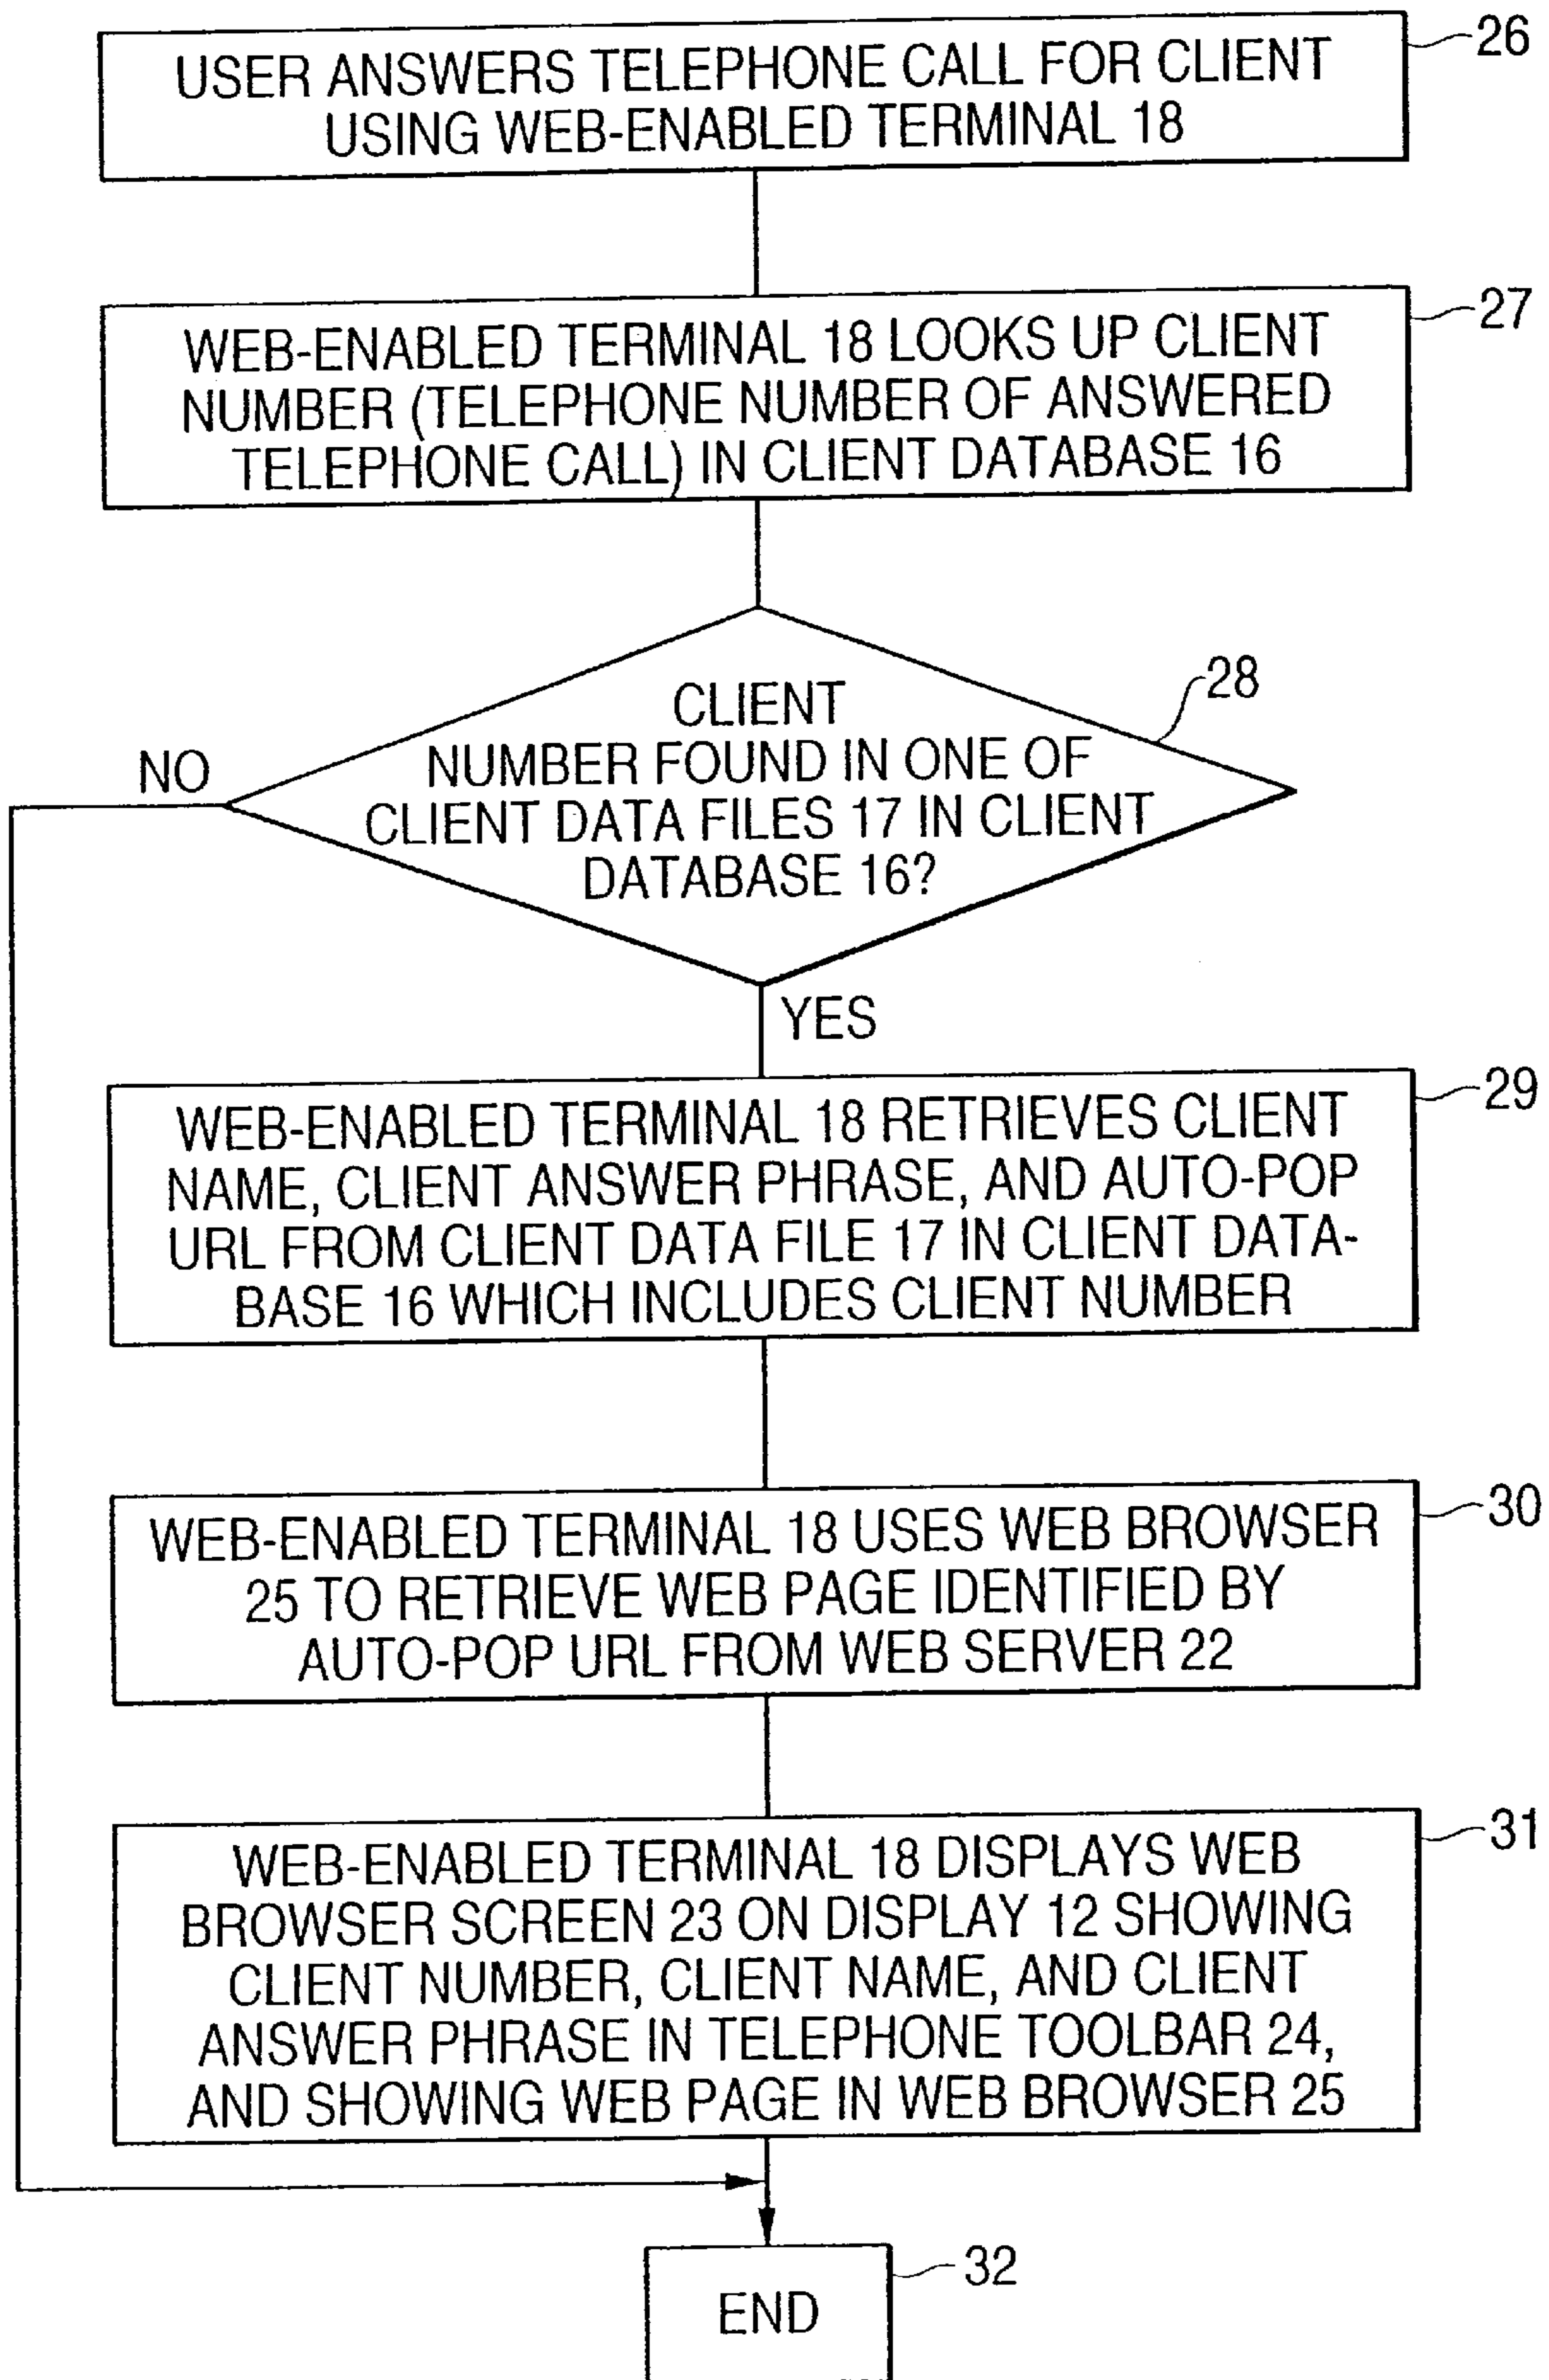 USER ANSWERS TELEPHONE CALL FOR CLIENT
USING WEB-ENABLED TERMINAL 18
26
WEB-ENABLED TERMINAL 18 LOOKS UP CLIENT
NUMBER (TELEPHONE NUMBER OF ANSWERED
TELEPHONE CALL) IN CLIENT DATABASE 16
27
CLIENT
NUMBER FOUND IN ONE OF
CLIENT DATA FILES 17 IN CLIENT
DATABASE 16?
28
NO
YES
WEB-ENABLED TERMINAL 18 RETRIEVES CLIENT
NAME, CLIENT ANSWER PHRASE, AND AUTO-POP
URL FROM CLIENT DATA FILE 17 IN CLIENT DATA-
BASE 16 WHICH INCLUDES CLIENT NUMBER
29
WEB-ENABLED TERMINAL 18 USES WEB BROWSER
25 TO RETRIEVE WEB PAGE IDENTIFIED BY
AUTO-POP URL FROM WEB SERVER 22
30
WEB-ENABLED TERMINAL 18 DISPLAYS WEB
BROWSER SCREEN 23 ON DISPLAY 12 SHOWING
CLIENT NUMBER, CLIENT NAME, AND CLIENT
ANSWER PHRASE IN TELEPHONE TOOLBAR 24,
AND SHOWING WEB PAGE IN WEB BROWSER 25
31
END
32